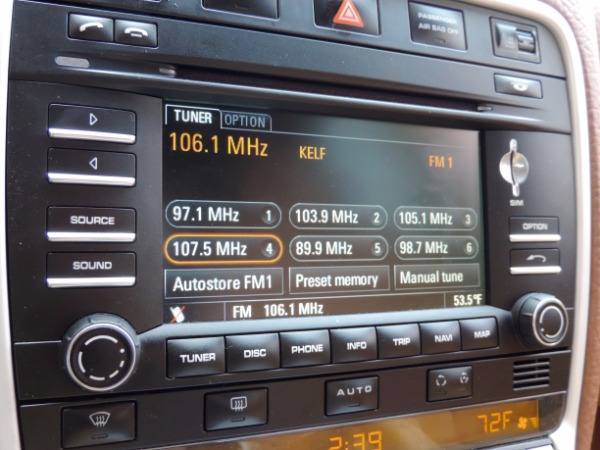 PASSENGER
AIR BAG OFF
TUNER OPTION
106.1 MHz KELF FM 1
97.1 MHz 1 103.9 MHz 2 105.1 MHz 3
107.5 MHz 4 89.9 MHz 5 98.7 MHz 6
Autostore FM1 Preset memory Manual tune
FM 106.1 MHz 53.5°F
SOURCE
SOUND
SIM
OPTION
TUNER DISC PHONE INFO TRIP NAVI MAP
AUTO
2:39 72F